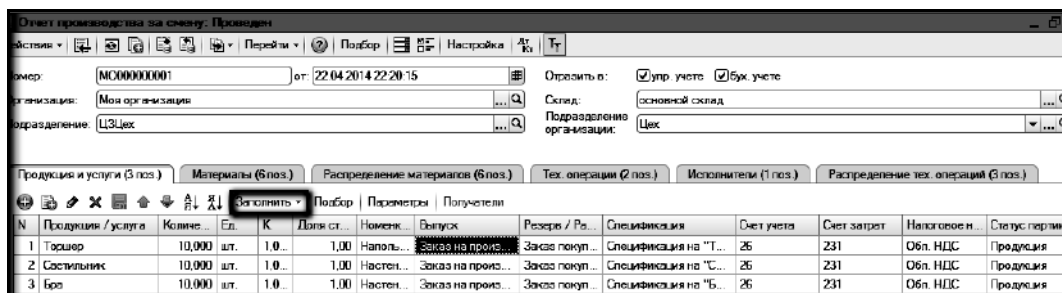 Отчет производства за смену: Проведен
йствия Перейти Подбор Настройка
омер: МО000000001 от: 22.04.2014 22:20:15 Отразить в: упр. учете бух. учете
рганизация: Моя организация Склад: основной склад
одразделение: ЦЗЦех Подразделение организации: Цех
Продукция и услуги (3 поз.) Материалы (6 поз.) Распределение материалов (6 поз.) Тех. операции (2 поз.) Исполнители (1 поз.) Распределение тех. операций (3 поз.)
Заполнить Подбор Параметры Получатели
N Продукция / услуга Количе... Ед. К. Доля ст... Номенк... Выпуск Резерв / Ра... Спецификация Счет учета Счет затрат Налоговое н... Статус партии
1 Торшер 10,000 шт. 1,0... 1,00 Наполь... Заказ на произ... Заказ покуп... Спецификация на "Т... 26 231 Обл. НДС Продукция
2 Светильник 10,000 шт. 1,0... 1,00 Настен... Заказ на произ... Заказ покуп... Спецификация на "С... 26 231 Обл. НДС Продукция
3 Бра 10,000 шт. 1,0... 1,00 Настен... Заказ на произ... Заказ покуп... Спецификация на "Б... 26 231 Обл. НДС Продукция